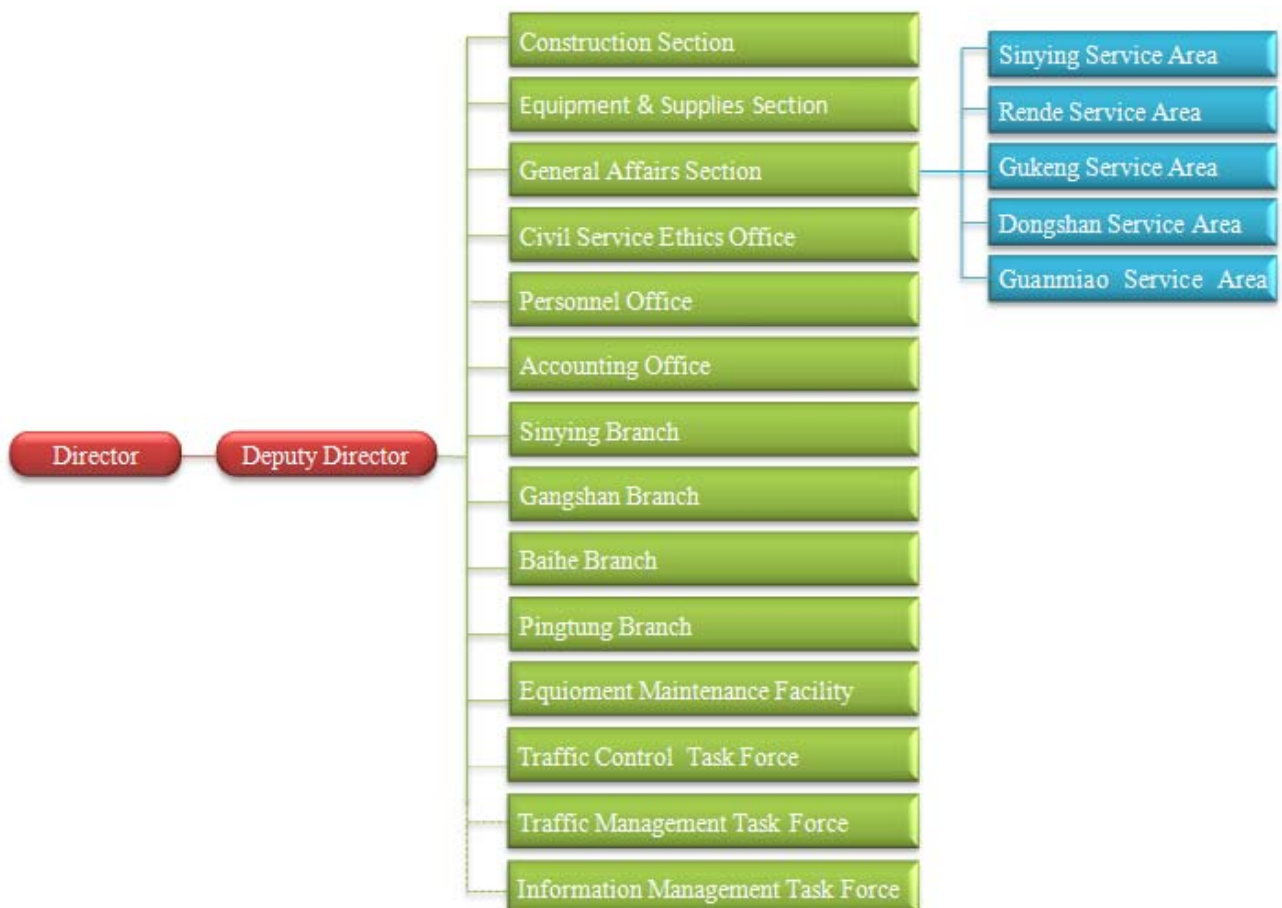 Director
Deputy Director
Construction Section
Equipment & Supplies Section
General Affairs Section
Civil Service Ethics Office
Personnel Office
Accounting Office
Sinying Branch
Gangshan Branch
Baihe Branch
Pingtung Branch
Equioment Maintenance Facility
Traffic Control Task Force
Traffic Management Task Force
Information Management Task Force
Sinying Service Area
Rende Service Area
Gukeng Service Area
Dongshan Service Area
Guanmiao Service Area